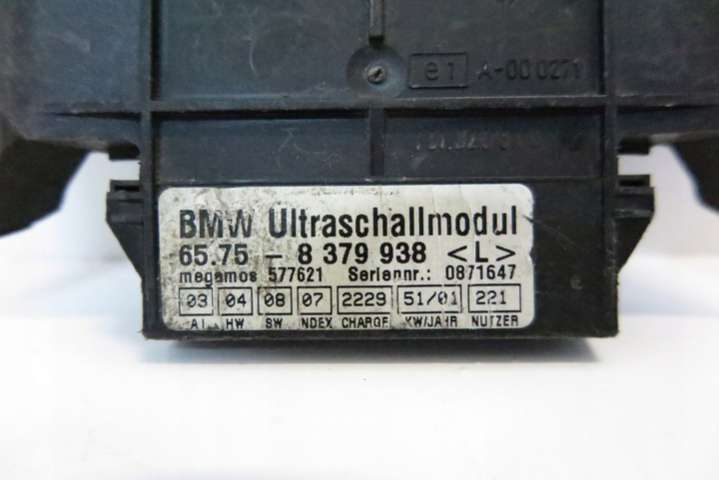 e1 A-00 0271
BMW Ultraschallmodul
65.75 - 8 379 938 <L>
megamos 577621 Seriennr.: 0871647
03 04 08 07 2229 51/01 221
AI HW SW INDEX CHARGE KW/JAHR NUTZER